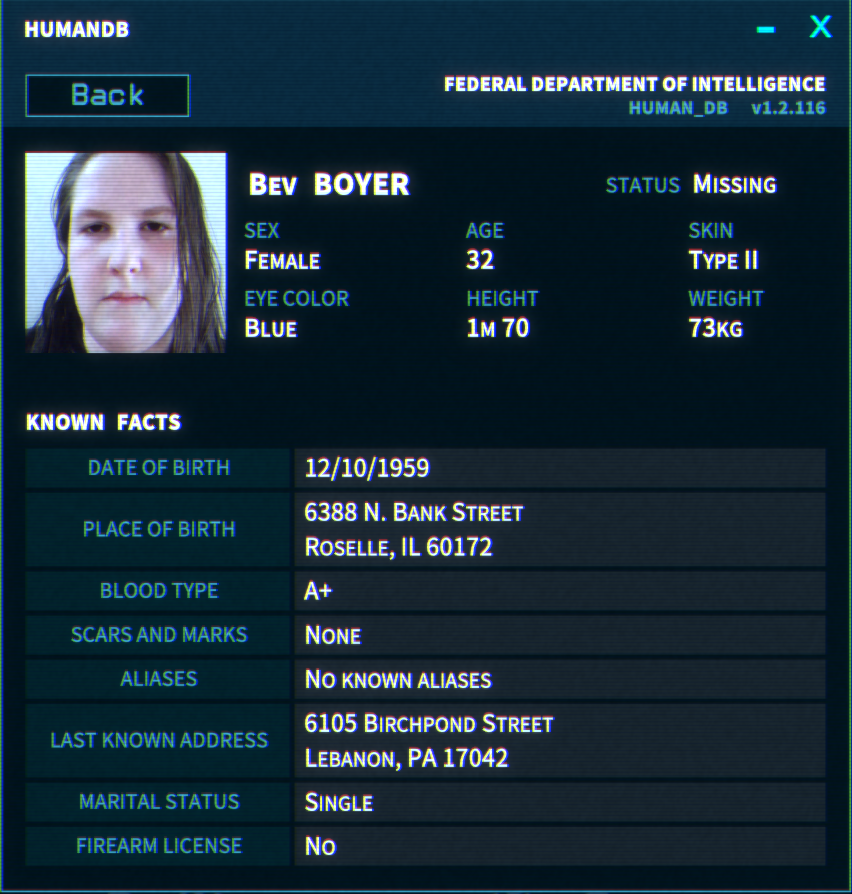 HUMANDB
Back
FEDERAL DEPARTMENT OF INTELLIGENCE
HUMAN_DB v1.2.116
BEV BOYER
STATUS MISSING
SEX AGE SKIN
FEMALE 32 TYPE II
EYE COLOR HEIGHT WEIGHT
BLUE 1M 70 73KG
KNOWN FACTS
DATE OF BIRTH 12/10/1959
PLACE OF BIRTH 6388 N. BANK STREET
ROSELLE, IL 60172
BLOOD TYPE A+
SCARS AND MARKS NONE
ALIASES NO KNOWN ALIASES
LAST KNOWN ADDRESS 6105 BIRCHPOND STREET
LEBANON, PA 17042
MARITAL STATUS SINGLE
FIREARM LICENSE NO